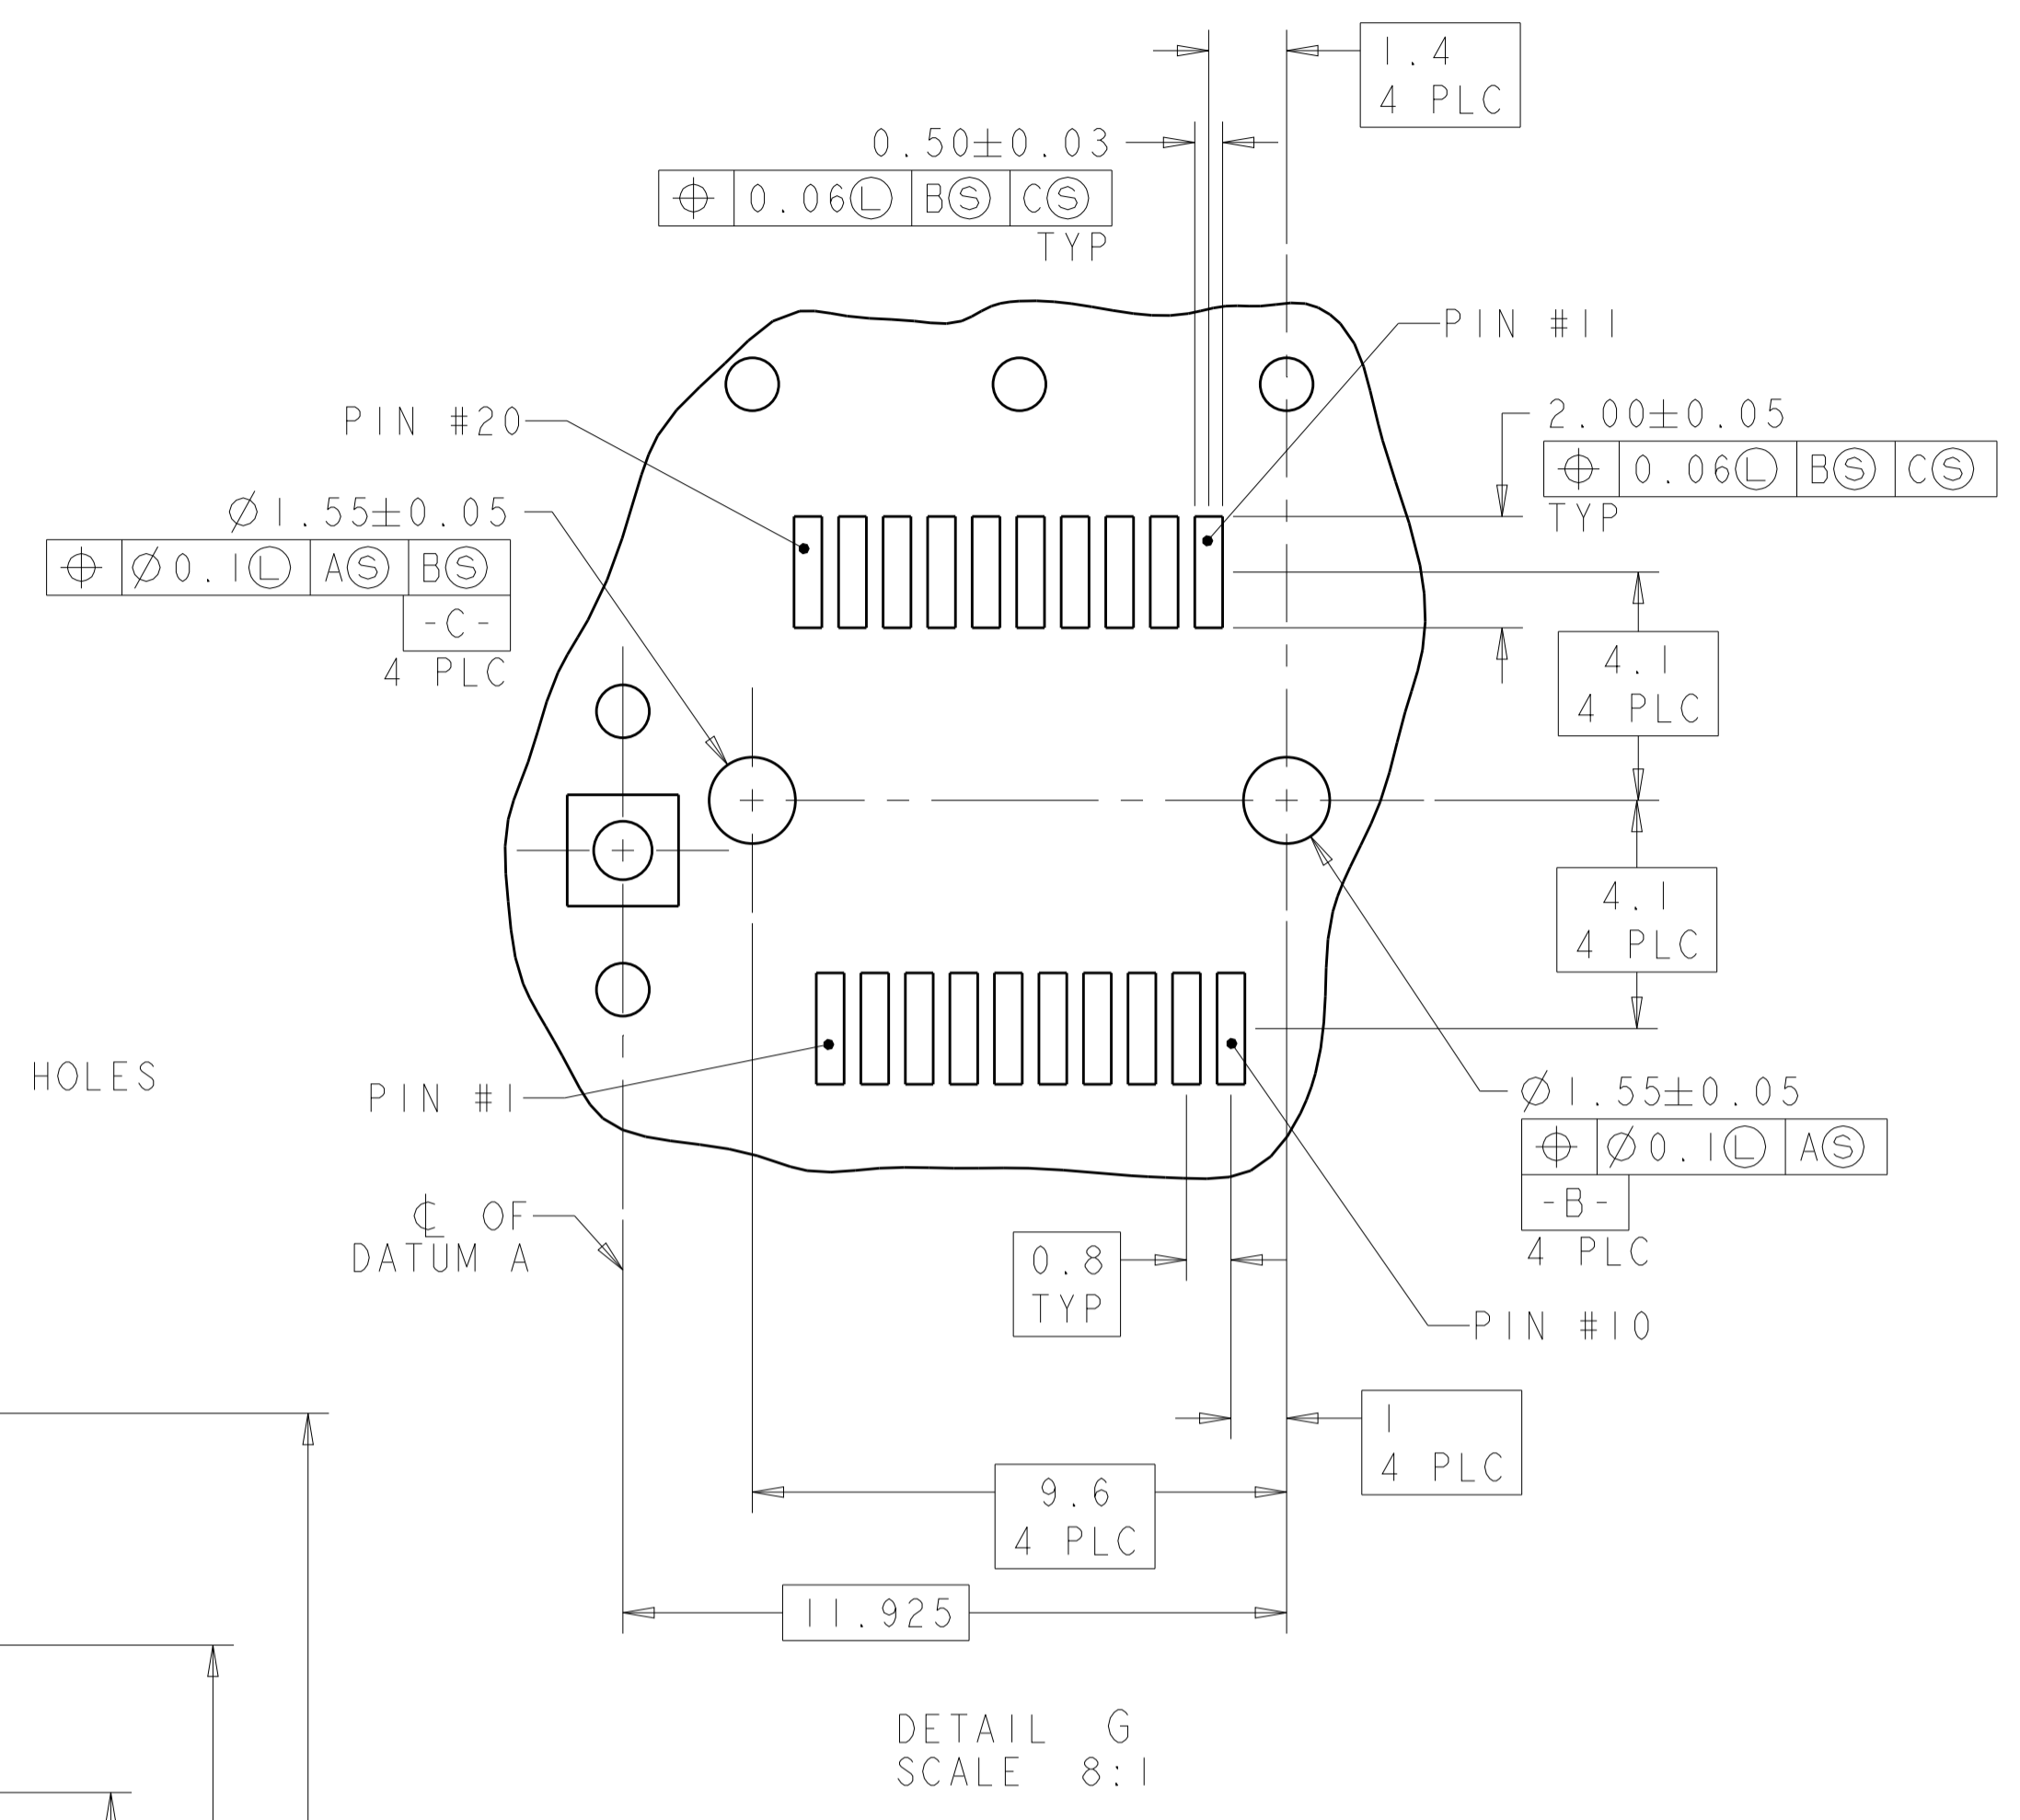 1.4
4 PLC
0.50±0.03
⌖ 0.06Ⓛ BⓈ CⓈ
TYP
PIN #11
PIN #20
2.00±0.05
⌖ 0.06Ⓛ BⓈ CⓈ
TYP
Ø1.55±0.05
⌖ Ø0.1Ⓛ AⓈ BⓈ
-C-
4 PLC
4.1
4 PLC
4.1
4 PLC
HOLES
PIN #1
Ø1.55±0.05
⌖ Ø0.1Ⓛ AⓈ
-B-
4 PLC
℄ OF
DATUM A
0.8
TYP
PIN #10
1
4 PLC
9.6
4 PLC
11.925
DETAIL G
SCALE 8:1